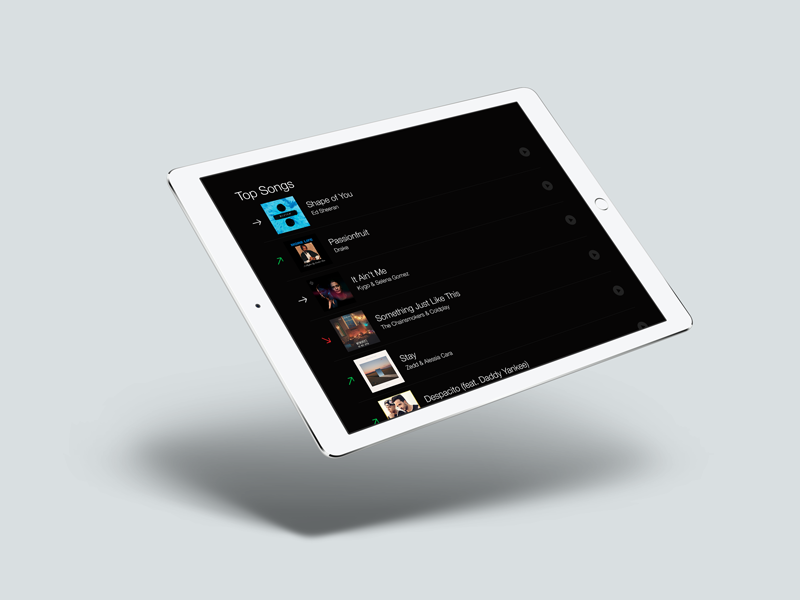 Top Songs
Shape of You
Ed Sheeran
Passionfruit
Drake
It Ain't Me
Kygo & Selena Gomez
Something Just Like This
The Chainsmokers & Coldplay
Stay
Zedd & Alessia Cara
Despacito (feat. Daddy Yankee)